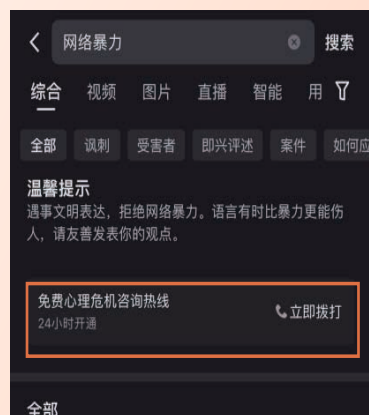 网络暴力
搜索
综合 视频 图片 直播 智能 用
全部 讽刺 受害者 即兴评述 案件 如何应
温馨提示
遇事文明表达，拒绝网络暴力。语言有时比暴力更能伤
人，请友善发表你的观点。
免费心理危机咨询热线
立即拨打
24小时开通
全部